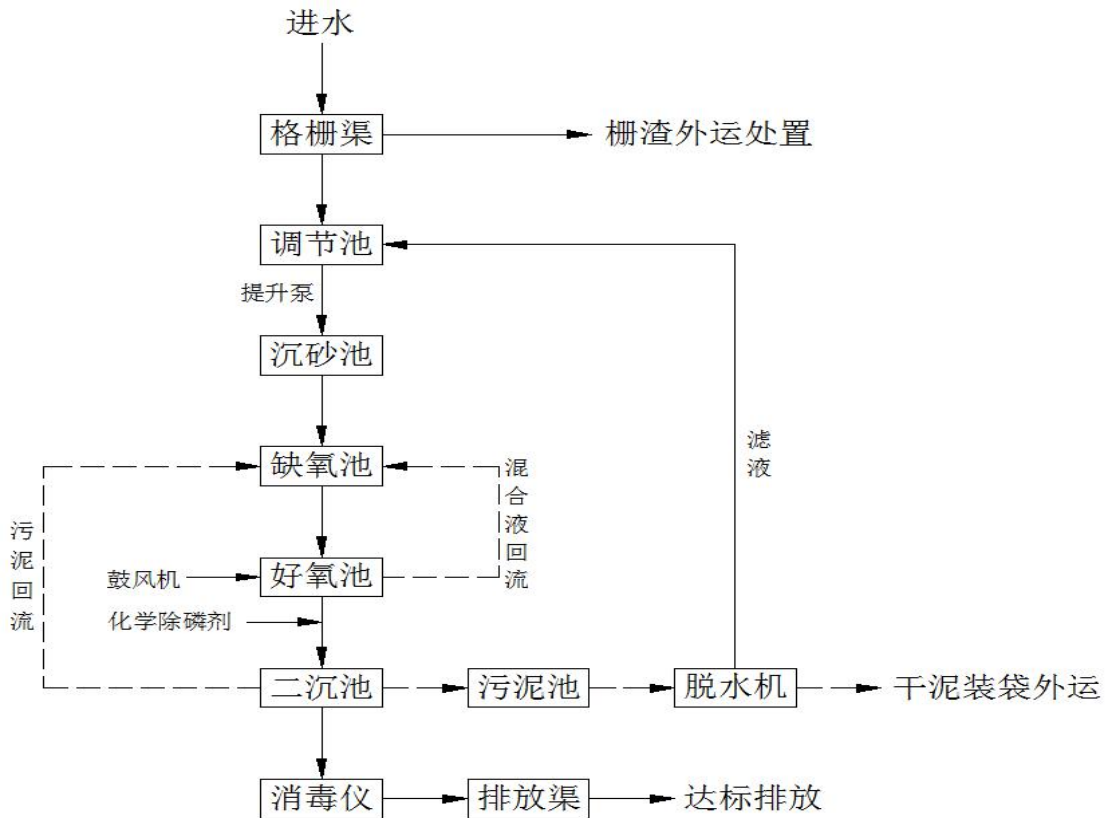 进水
格栅渠
栅渣外运处置
调节池
提升泵
沉砂池
滤液
缺氧池
混合液回流
污泥回流
鼓风机
好氧池
化学除磷剂
二沉池
污泥池
脱水机
干泥装袋外运
消毒仪
排放渠
达标排放